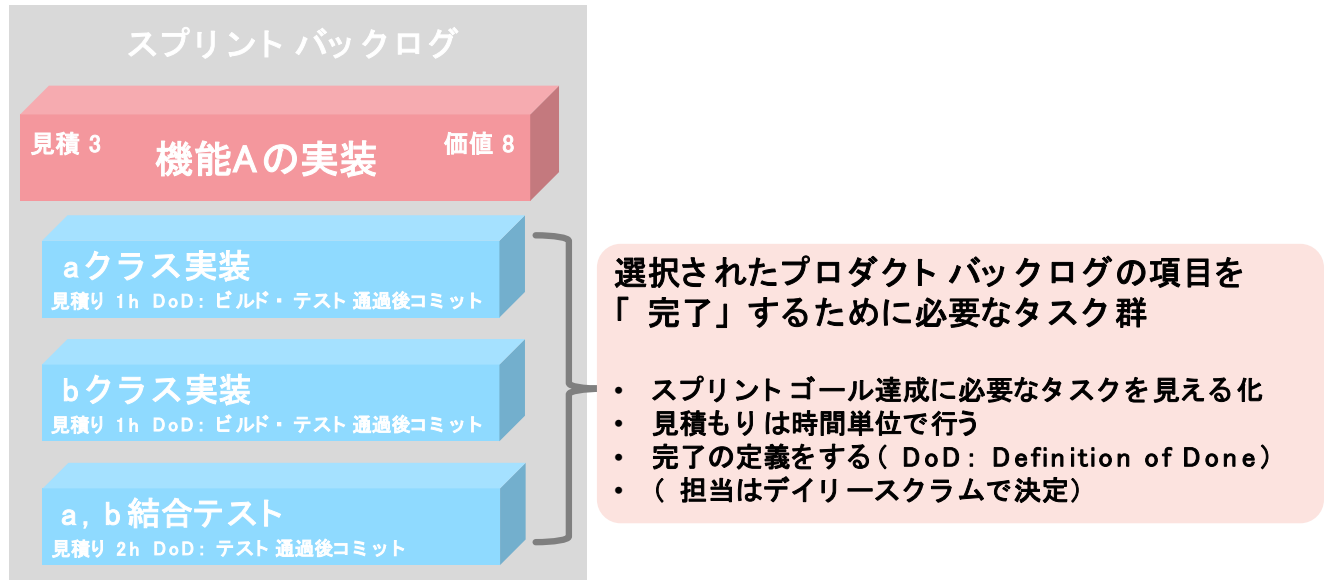 スプリント バックログ
見積 3
機能Aの実装
価値 8
aクラス実装
見積り 1h DoD: ビルド・テスト通過後コミット
bクラス実装
見積り 1h DoD: ビルド・テスト通過後コミット
a, b結合テスト
見積り 2h DoD: テスト通過後コミット
選択されたプロダクト バックログの項目を
「完了」するために必要なタスク群
• スプリントゴール達成に必要なタスクを見える化
• 見積もりは時間単位で行う
• 完了の定義をする( DoD: Definition of Done)
• ( 担当はデイリースクラムで決定)